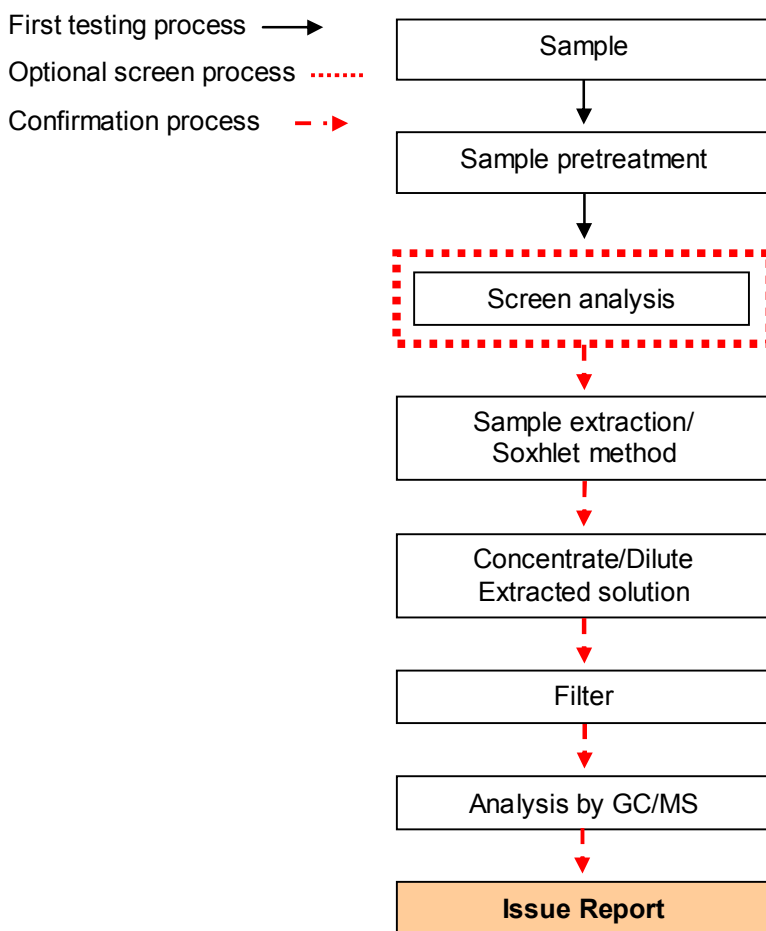 First testing process
Optional screen process
Confirmation process
Sample
Sample pretreatment
Screen analysis
Sample extraction/
Soxhlet method
Concentrate/Dilute
Extracted solution
Filter
Analysis by GC/MS
Issue Report